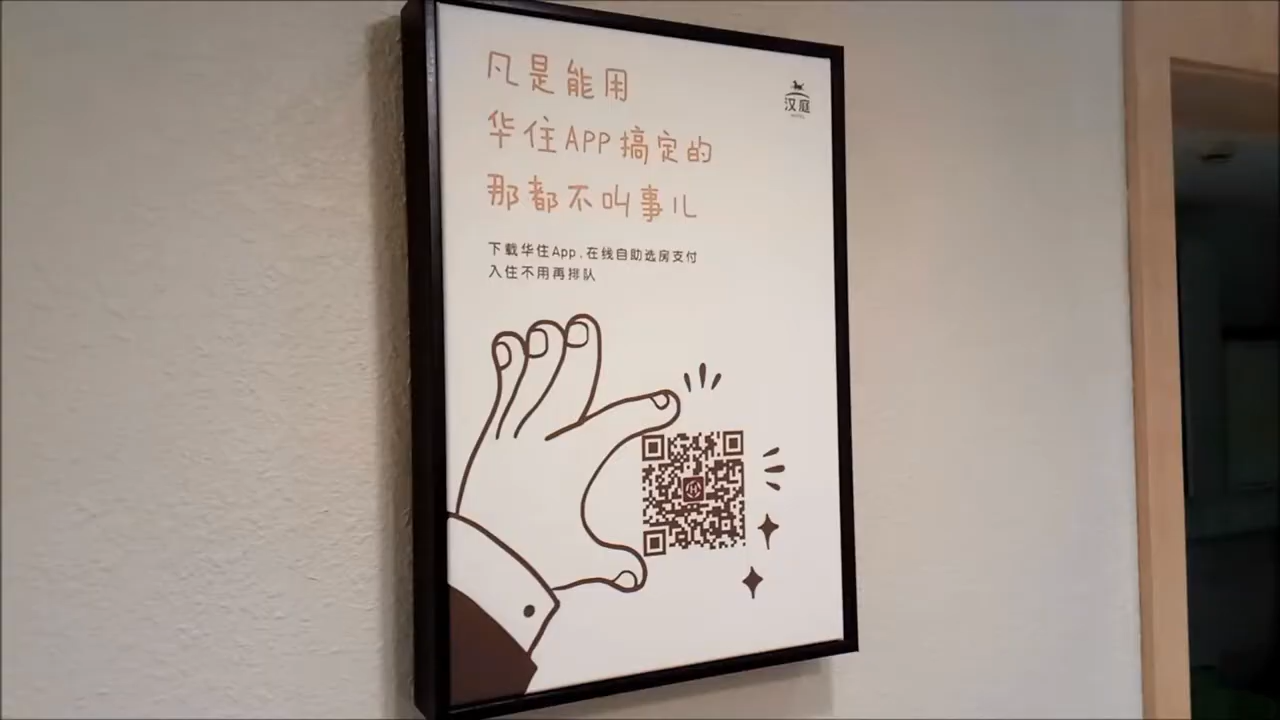 凡是能用
华住APP搞定的
那都不叫事儿
下载华住App，在线自助选房支付
入住不用再排队
汉庭
HOTEL